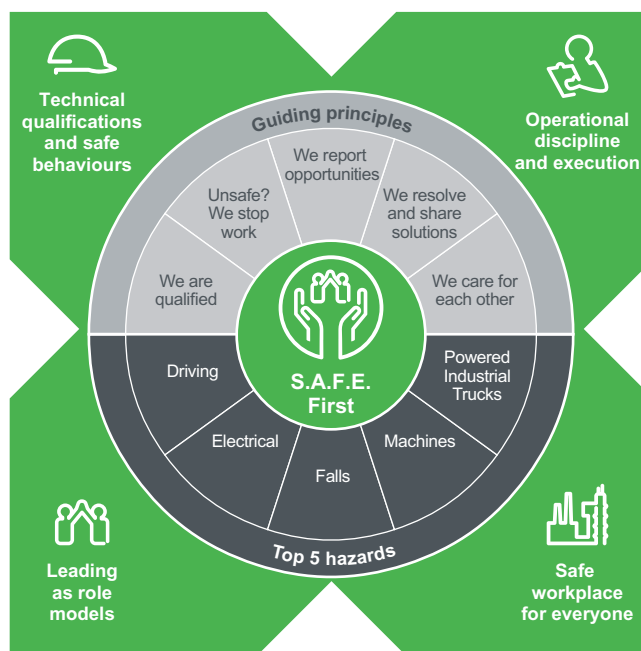 Technical
qualifications
and safe
behaviours
Operational
discipline
and execution
Guiding principles
We are
qualified
Unsafe?
We stop
work
We report
opportunities
We resolve
and share
solutions
We care for
each other
S.A.F.E.
First
Driving
Electrical
Falls
Machines
Powered
Industrial
Trucks
Top 5 hazards
Leading
as role
models
Safe
workplace
for everyone